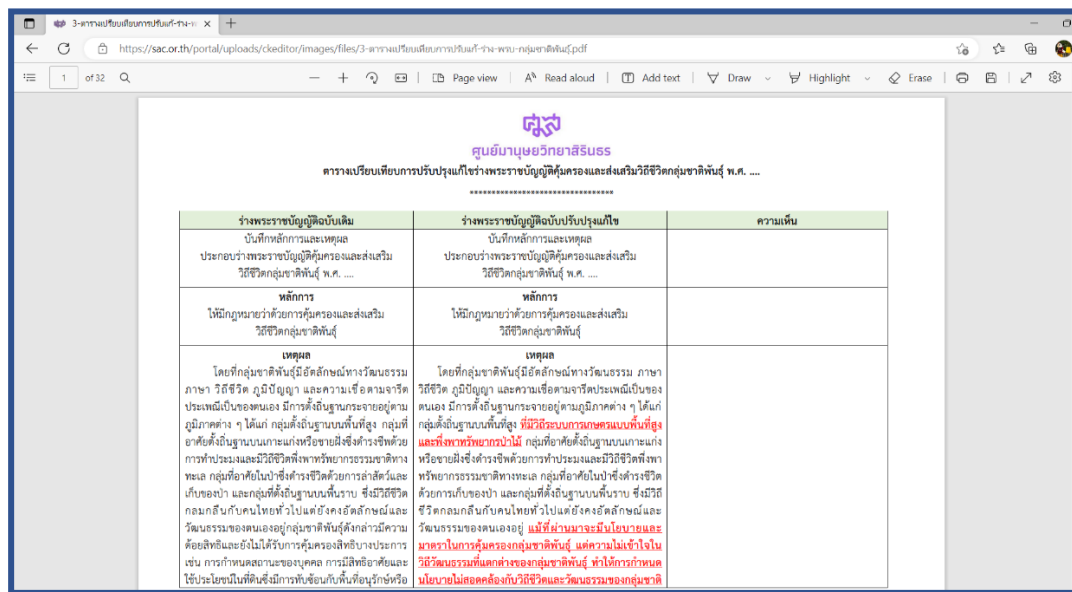 3-ตารางเปรียบเทียบการปรับแก้-ร่าง-พ
https://sac.or.th/portal/uploads/ckeditor/images/files/3-ตารางเปรียบเทียบการปรับแก้-ร่าง-พรบ-กลุ่มชาติพันธุ์.pdf
1 of 32 Page view Read aloud Add text Draw Highlight Erase
ศูนย์มานุษยวิทยาสิรินธร
ตารางเปรียบเทียบการปรับปรุงแก้ไขร่างพระราชบัญญัติคุ้มครองและส่งเสริมวิถีชีวิตกลุ่มชาติพันธุ์ พ.ศ. ....
*********************************
ร่างพระราชบัญญัติฉบับเดิม
บันทึกหลักการและเหตุผล
ประกอบร่างพระราชบัญญัติคุ้มครองและส่งเสริม
วิถีชีวิตกลุ่มชาติพันธุ์ พ.ศ. ....
หลักการ
ให้มีกฎหมายว่าด้วยการคุ้มครองและส่งเสริม
วิถีชีวิตกลุ่มชาติพันธุ์
เหตุผล
โดยที่กลุ่มชาติพันธุ์มีอัตลักษณ์ทางวัฒนธรรม
ภาษา วิถีชีวิต ภูมิปัญญา และความเชื่อตามจารีต
ประเพณีเป็นของตนเอง มีการตั้งถิ่นฐานกระจายอยู่ตาม
ภูมิภาคต่าง ๆ ได้แก่ กลุ่มตั้งถิ่นฐานบนพื้นที่สูง กลุ่มที่
อาศัยตั้งถิ่นฐานบนเกาะแก่งหรือชายฝั่งซึ่งดำรงชีพด้วย
การทำประมงและมีวิถีชีวิตพึ่งพาทรัพยากรธรรมชาติทาง
ทะเล กลุ่มที่อาศัยในป่าซึ่งดำรงชีวิตด้วยการล่าสัตว์และ
เก็บของป่า และกลุ่มที่ตั้งถิ่นฐานบนพื้นราบ ซึ่งมีวิถีชีวิต
กลมกลืนกับคนไทยทั่วไปแต่ยังคงอัตลักษณ์และ
วัฒนธรรมของตนเองอยู่กลุ่มชาติพันธุ์ดังกล่าวมีความ
ด้อยสิทธิและยังไม่ได้รับการคุ้มครองสิทธิบางประการ
เช่น การกำหนดสถานะของบุคคล การมีสิทธิอาศัยและ
ใช้ประโยชน์ในที่ดินซึ่งมีการทับซ้อนกับพื้นที่อนุรักษ์หรือ
ร่างพระราชบัญญัติฉบับปรับปรุงแก้ไข
บันทึกหลักการและเหตุผล
ประกอบร่างพระราชบัญญัติคุ้มครองและส่งเสริม
วิถีชีวิตกลุ่มชาติพันธุ์ พ.ศ. ....
หลักการ
ให้มีกฎหมายว่าด้วยการคุ้มครองและส่งเสริม
วิถีชีวิตกลุ่มชาติพันธุ์
เหตุผล
โดยที่กลุ่มชาติพันธุ์มีอัตลักษณ์ทางวัฒนธรรม ภาษา
วิถีชีวิต ภูมิปัญญา และความเชื่อตามจารีตประเพณีเป็นของ
ตนเอง มีการตั้งถิ่นฐานกระจายอยู่ตามภูมิภาคต่าง ๆ ได้แก่
กลุ่มตั้งถิ่นฐานบนพื้นที่สูง ที่มีวิถีระบบการเกษตรแบบพื้นที่สูง
และพึ่งพาทรัพยากรป่าไม้ กลุ่มที่อาศัยตั้งถิ่นฐานบนเกาะแก่ง
หรือชายฝั่งซึ่งดำรงชีพด้วยการทำประมงและมีวิถีชีวิตพึ่งพา
ทรัพยากรธรรมชาติทางทะเล กลุ่มที่อาศัยในป่าซึ่งดำรงชีวิต
ด้วยการเก็บของป่า และกลุ่มที่ตั้งถิ่นฐานบนพื้นราบ ซึ่งมีวิถี
ชีวิตกลมกลืนกับคนไทยทั่วไปแต่ยังคงอัตลักษณ์และ
วัฒนธรรมของตนเองอยู่ แม้ที่ผ่านมาจะมีนโยบายและ
มาตราในการคุ้มครองกลุ่มชาติพันธุ์ แต่ความไม่เข้าใจใน
วิถีวัฒนธรรมที่แตกต่างของกลุ่มชาติพันธุ์ ทำให้การกำหนด
นโยบายไม่สอดคล้องกับวิถีชีวิตและวัฒนธรรมของกลุ่มชาติ
ความเห็น